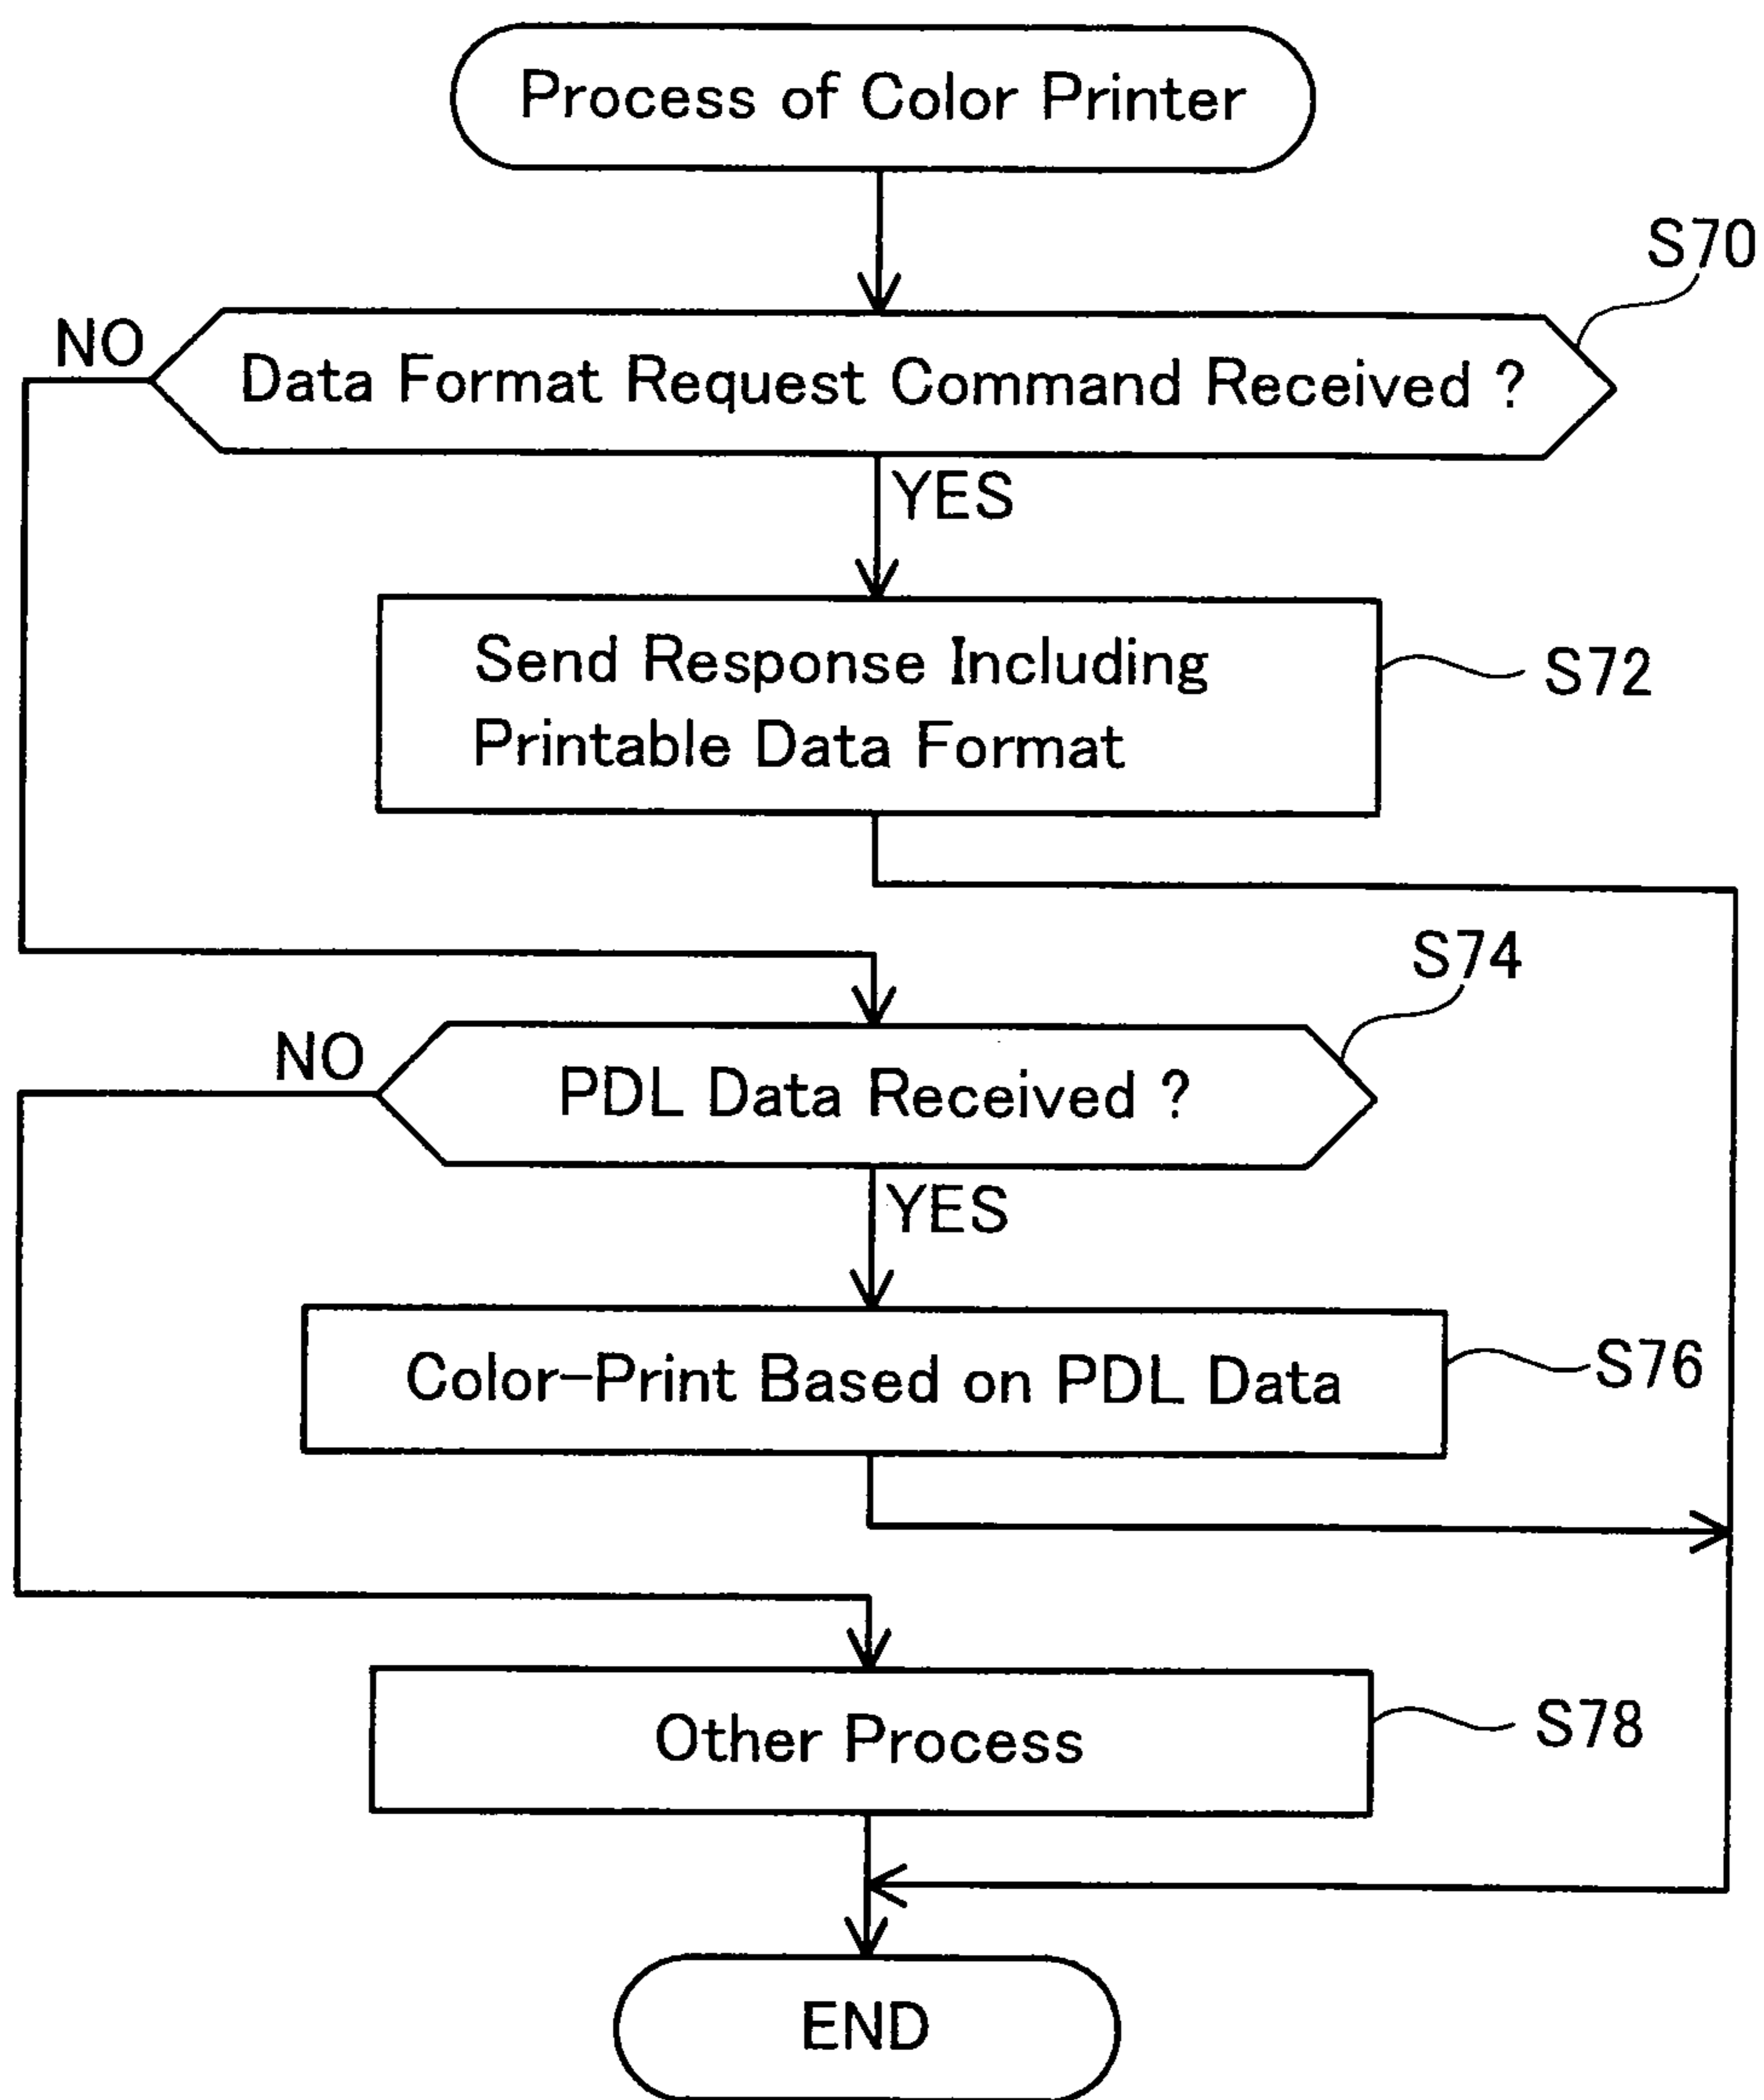 Process of Color Printer
S70
NO
Data Format Request Command Received ?
YES
Send Response Including
Printable Data Format
S72
S74
NO
PDL Data Received ?
YES
Color-Print Based on PDL Data
S76
Other Process
S78
END